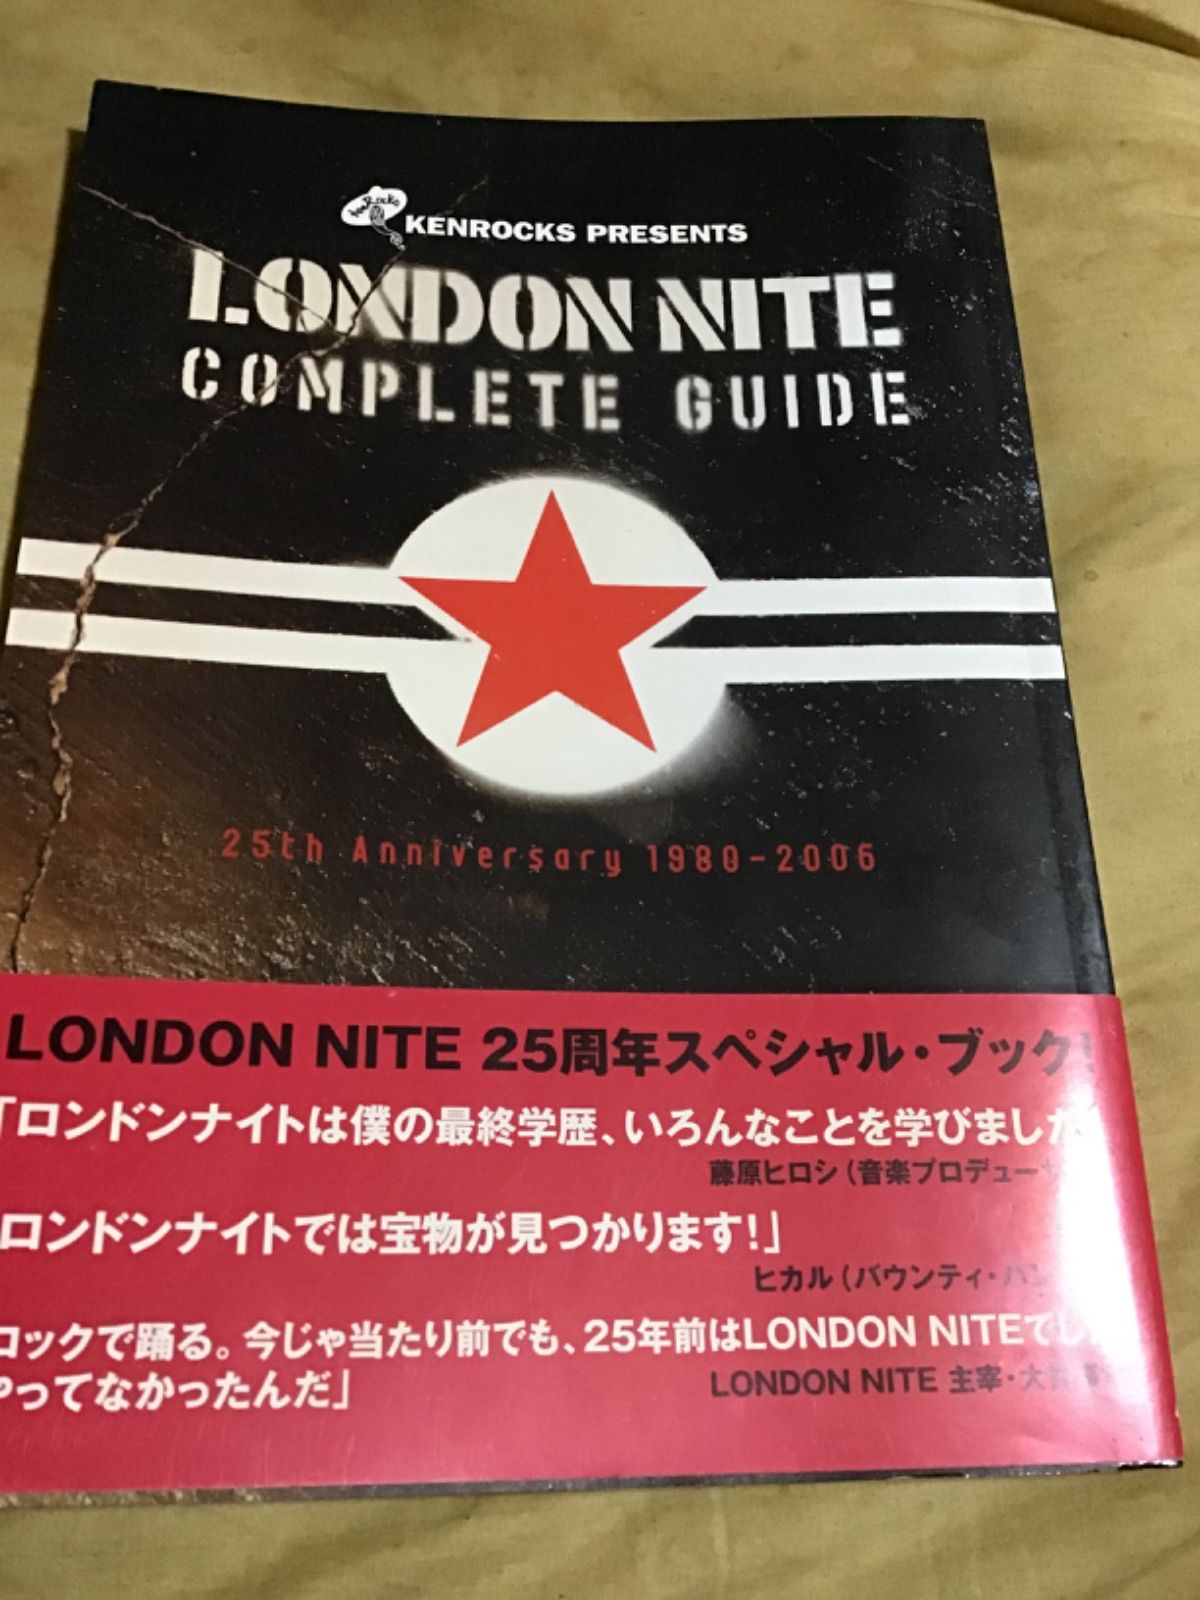 KenRocks
KENROCKS PRESENTS
LONDON NITE
COMPLETE GUIDE
25th Anniversary 1980-2006
LONDON NITE 25周年スペシャル・ブック!
「ロンドンナイトは僕の最終学歴、いろんなことを学びました
藤原ヒロシ(音楽プロデューサ
ロンドンナイトでは宝物が見つかります!」
ヒカル(バウンティ・ハン
ロックで踊る。今じゃ当たり前でも、25年前はLONDON NITEでし
やってなかったんだ」
LONDON NITE 主宰・大